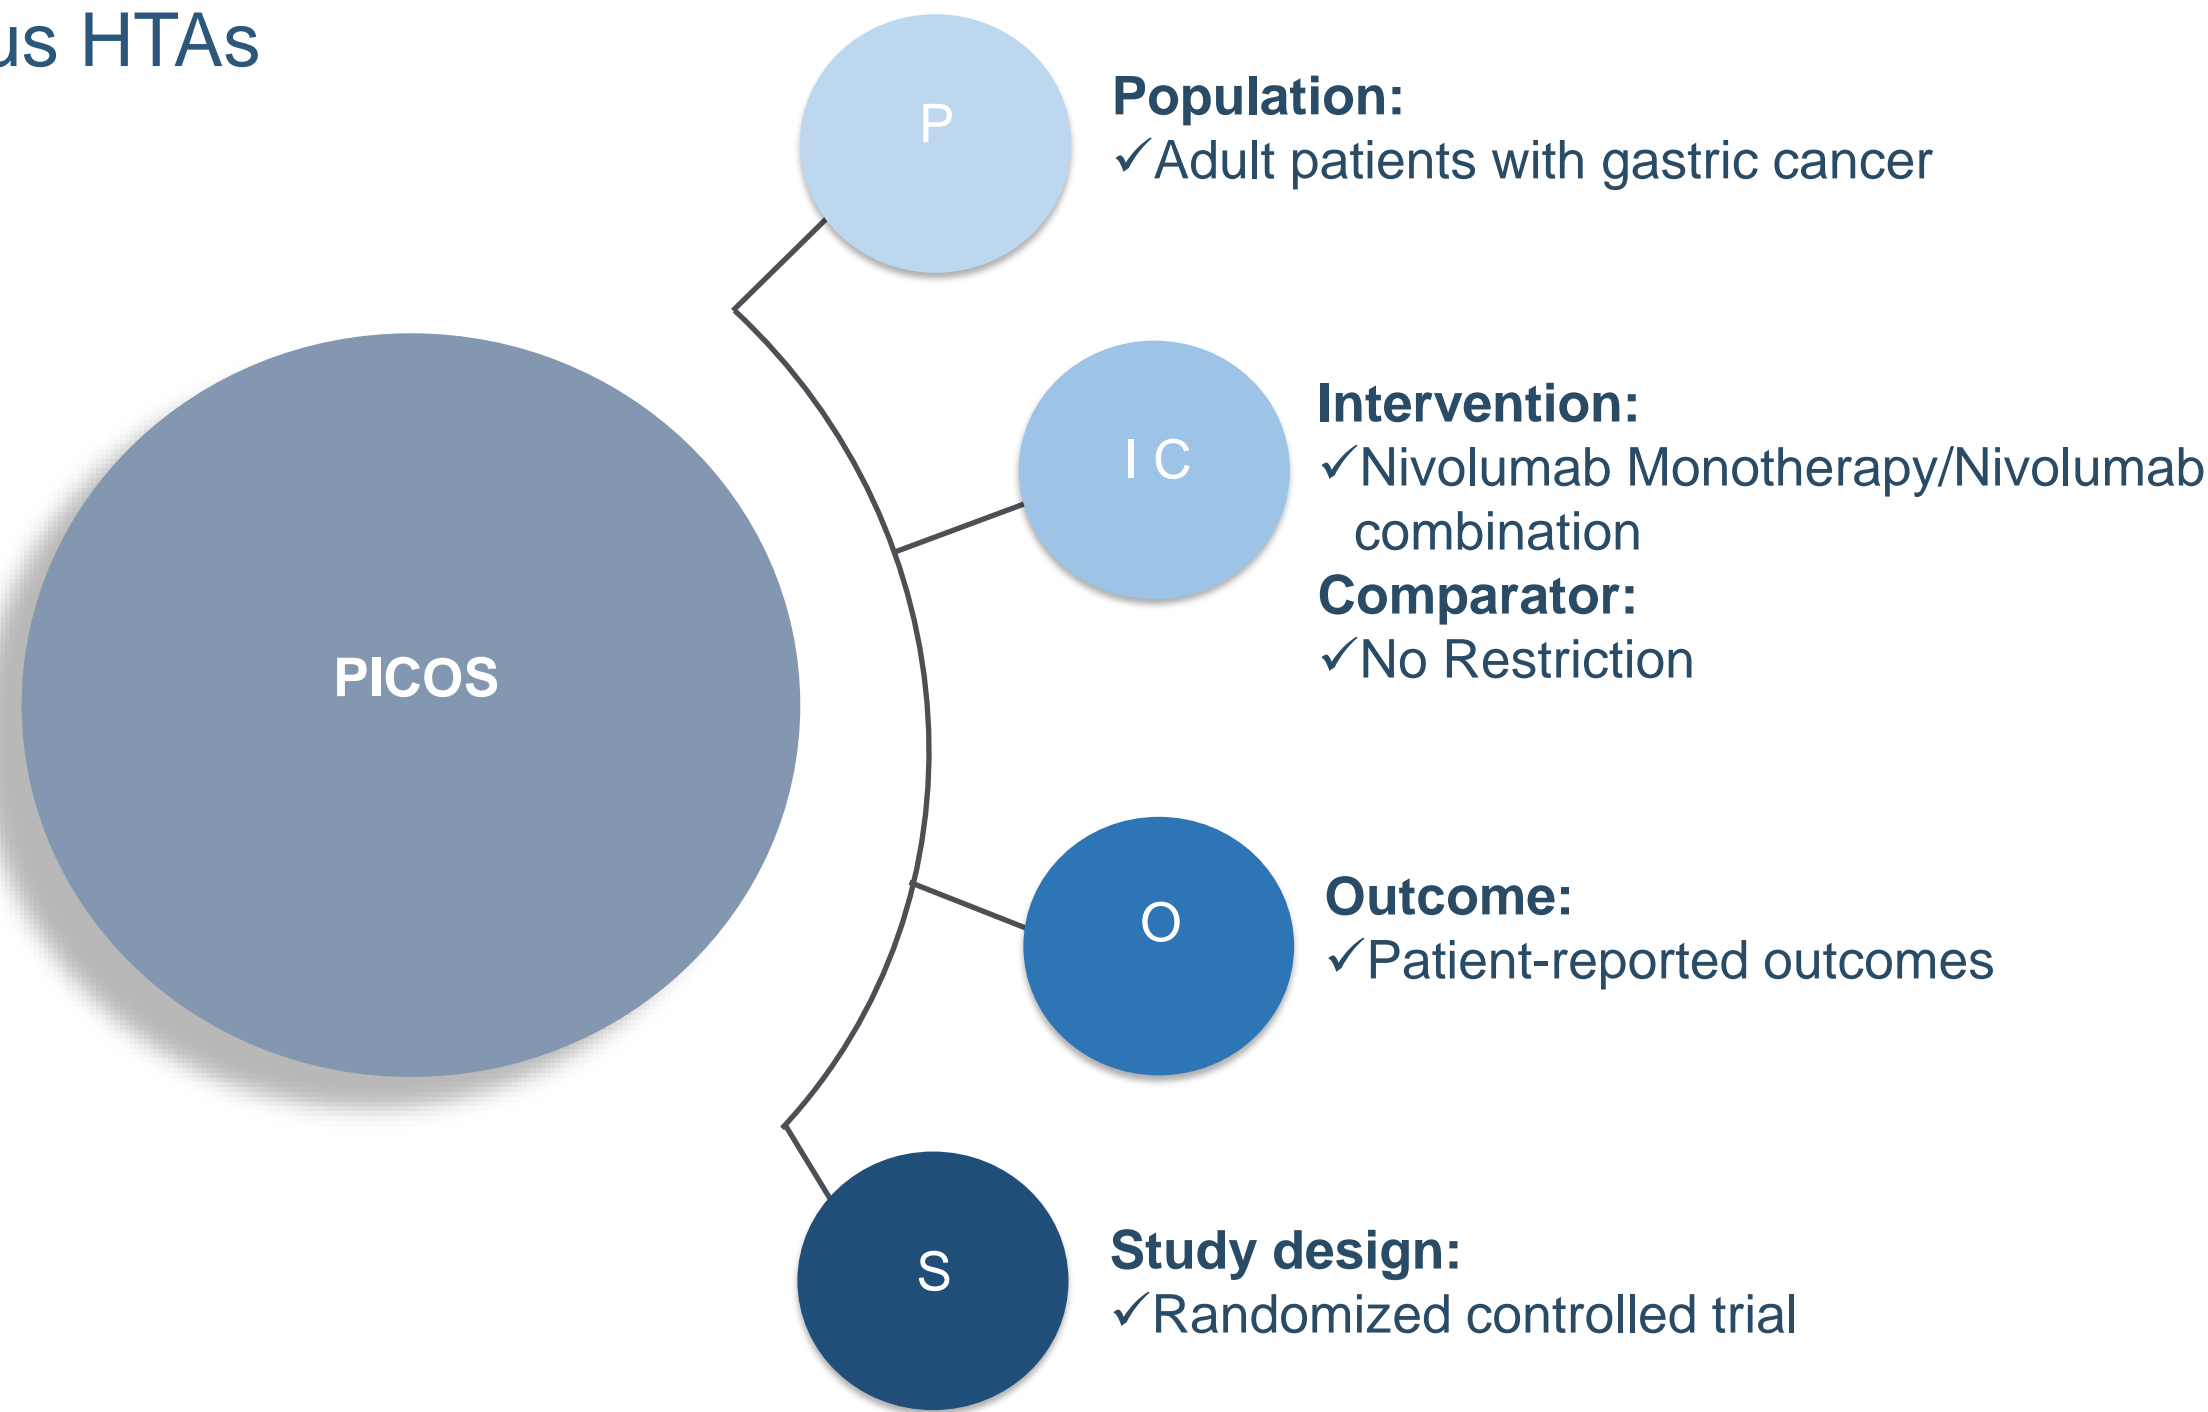 us HTAs
P
Population:
✓Adult patients with gastric cancer
I C
Intervention:
✓Nivolumab Monotherapy/Nivolumab
combination
Comparator:
✓No Restriction
PICOS
O
Outcome:
✓Patient-reported outcomes
S
Study design:
✓Randomized controlled trial